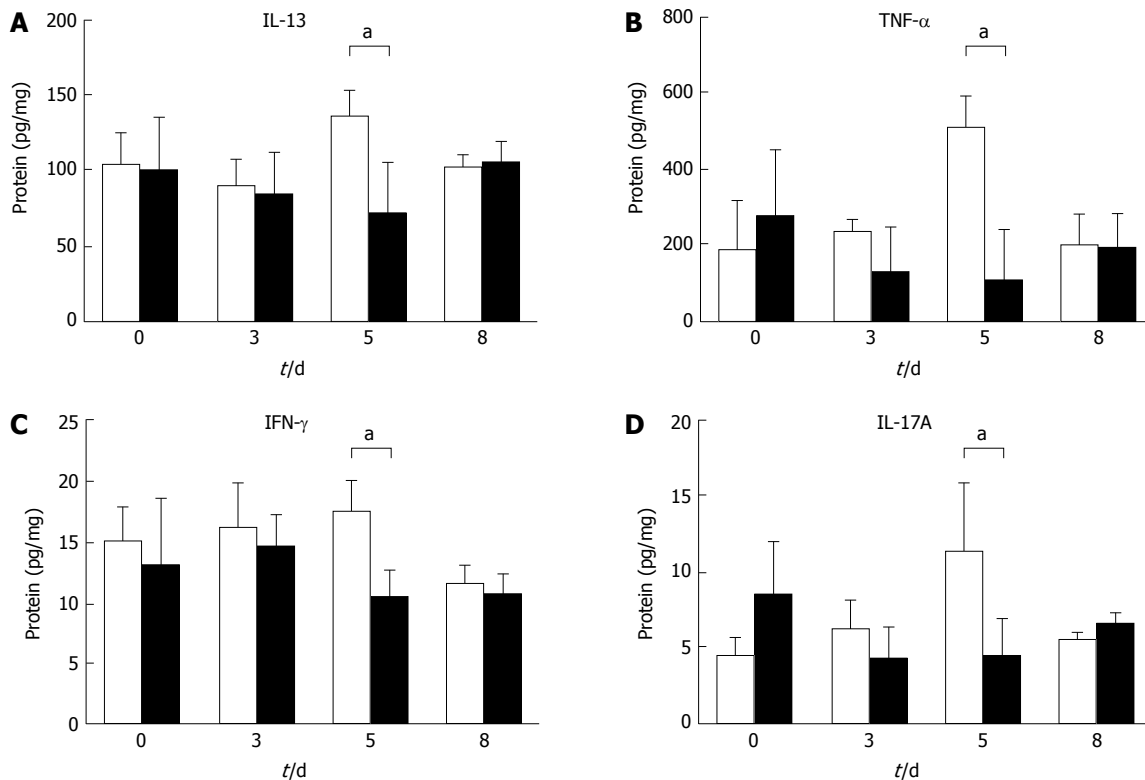 A
IL-13
a
Protein (pg/mg)
200
150
100
50
0
0 3 5 8
t/d
B
TNF-α
a
Protein (pg/mg)
800
600
400
200
0
0 3 5 8
t/d
C
IFN-γ
a
Protein (pg/mg)
25
20
15
10
5
0
0 3 5 8
t/d
D
IL-17A
a
Protein (pg/mg)
20
15
10
5
0
0 3 5 8
t/d